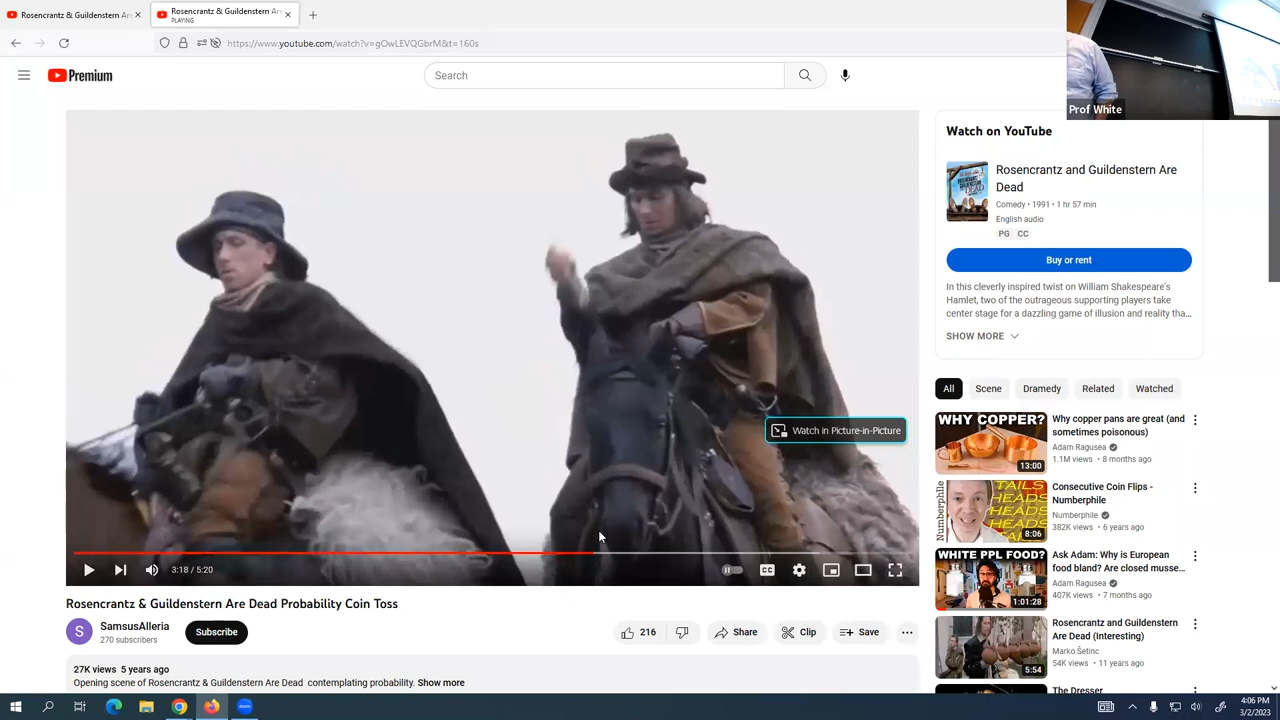 Rosencrantz & Guildenstern Ar
Rosencrantz & Guildenstern Ar
PLAYING
https://www.youtube.com/watch?v=gOwLEVQGbrM&t=160s
Premium
Search
Prof White
Watch on YouTube
Rosencrantz and Guildenstern Are
Dead
Comedy • 1991 • 1 hr 57 min
English audio
PG CC
Buy or rent
In this cleverly inspired twist on William Shakespeare's
Hamlet, two of the outrageous supporting players take
center stage for a dazzling game of illusion and reality tha...
SHOW MORE
All Scene Dramedy Related Watched
Watch in Picture-in-Picture
3:18 / 5:20
CC
Rosencrantz & Guildenstern Are Dead Probability Coin Toss
S
SamsusAlleria
270 subscribers
Subscribe
216
Share
Clip
Save
27K views 5 years ago
Opening scene of Rosencrantz & Guildenstern Are Dead contemplating probability. Show more
WHY COPPER?
13:00
Why copper pans are great (and
sometimes poisonous)
Adam Ragusea
1.1M views • 8 months ago
Numberphile
TAILS
HEADS
HEADS
HEADS
8:06
Consecutive Coin Flips -
Numberphile
Numberphile
382K views • 6 years ago
WHITE PPL FOOD?
1:01:28
Ask Adam: Why is European
food bland? Are closed musse...
Adam Ragusea
407K views • 7 months ago
5:54
Rosencrantz and Guildenstern
Are Dead (Interesting)
Marko Šetinc
54K views • 11 years ago
The Dresser
4:06 PM
3/2/2023